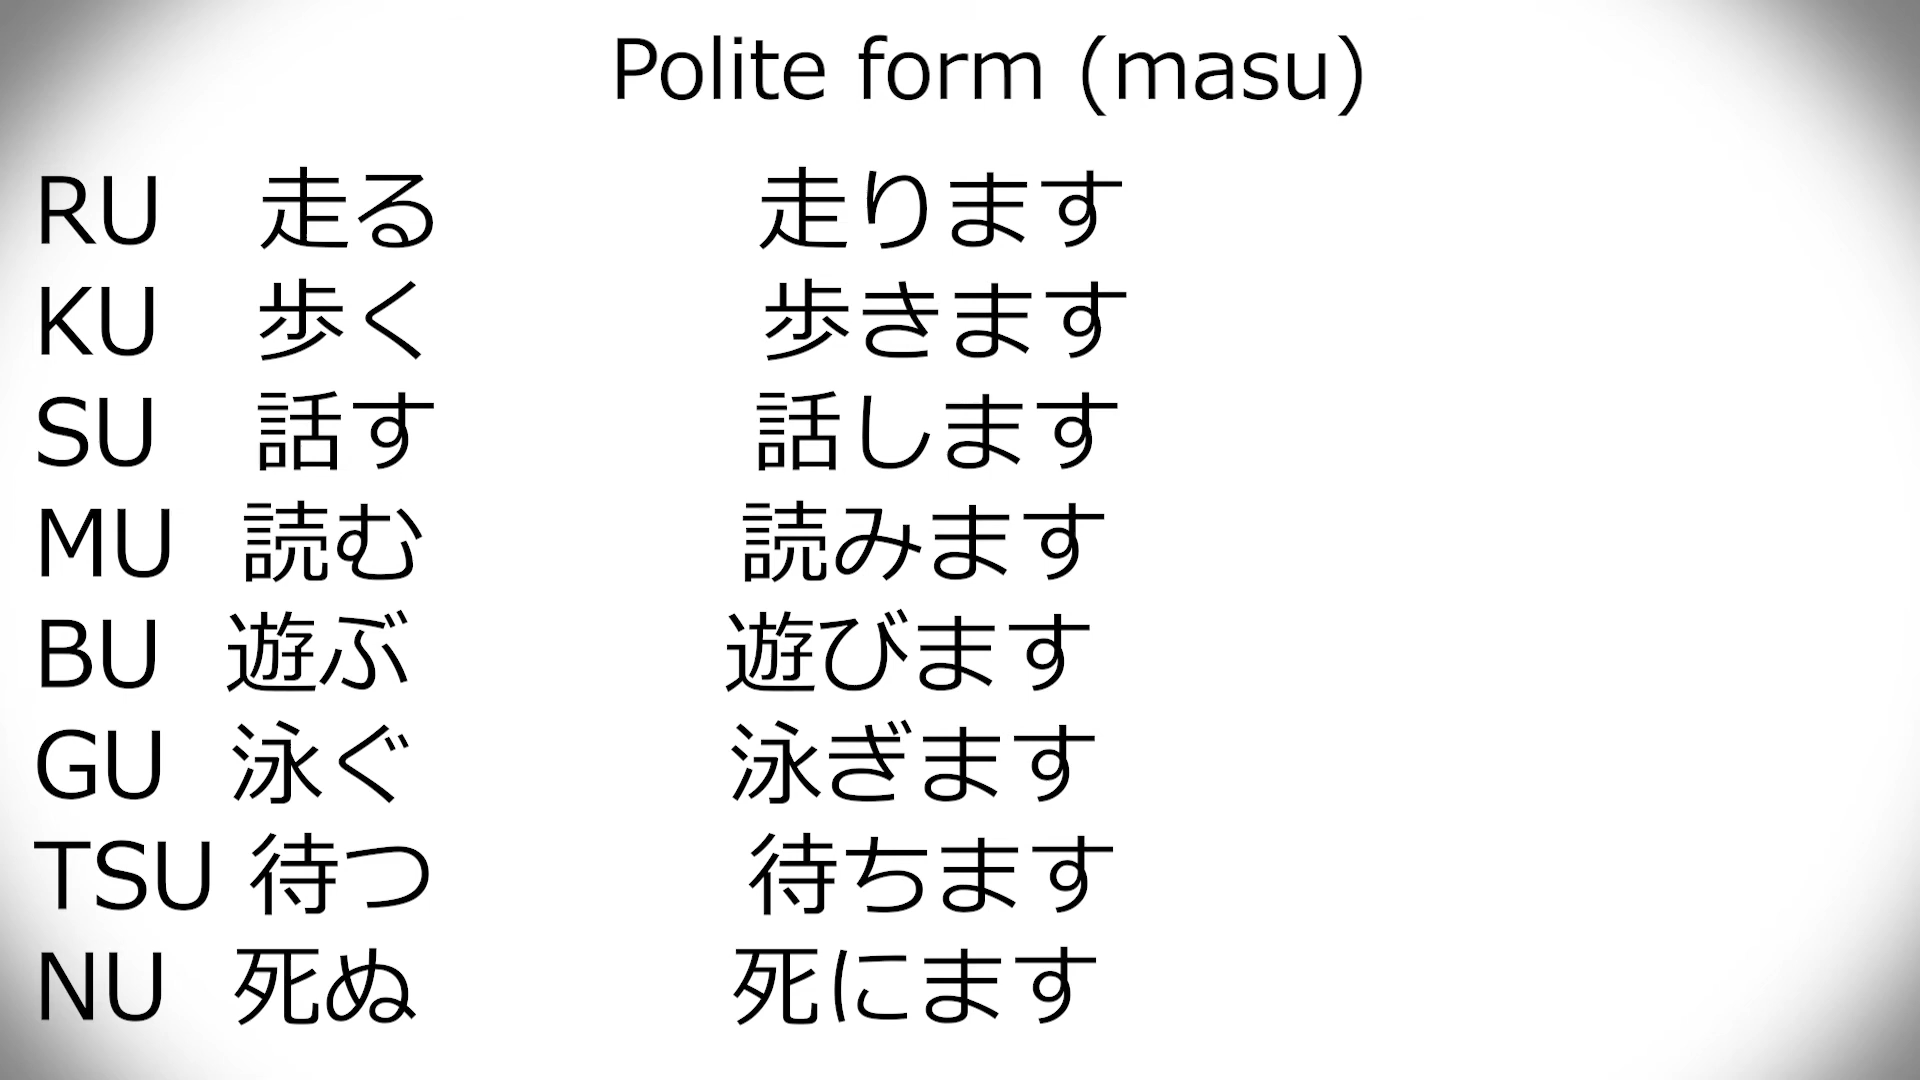 Polite form (masu)
RU 走る 走ります
KU 歩く 歩きます
SU 話す 話します
MU 読む 読みます
BU 遊ぶ 遊びます
GU 泳ぐ 泳ぎます
TSU 待つ 待ちます
NU 死ぬ 死にます